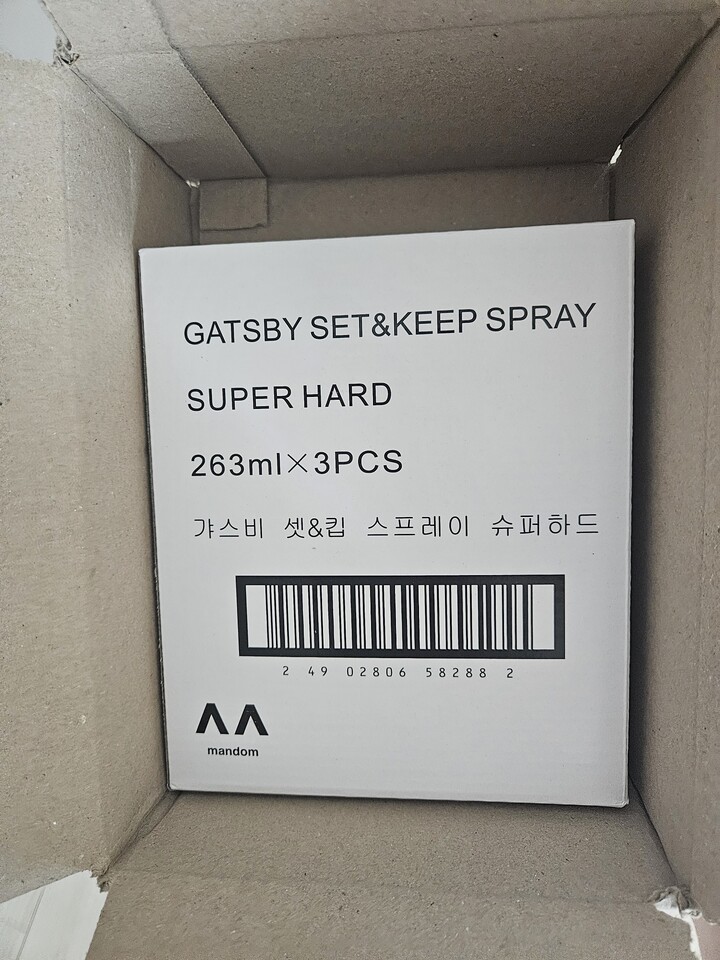 GATSBY SET&KEEP SPRAY
SUPER HARD
263ml×3PCS
갸스비 셋&킵 스프레이 슈퍼하드
2 49 02806 58288 2
mandom